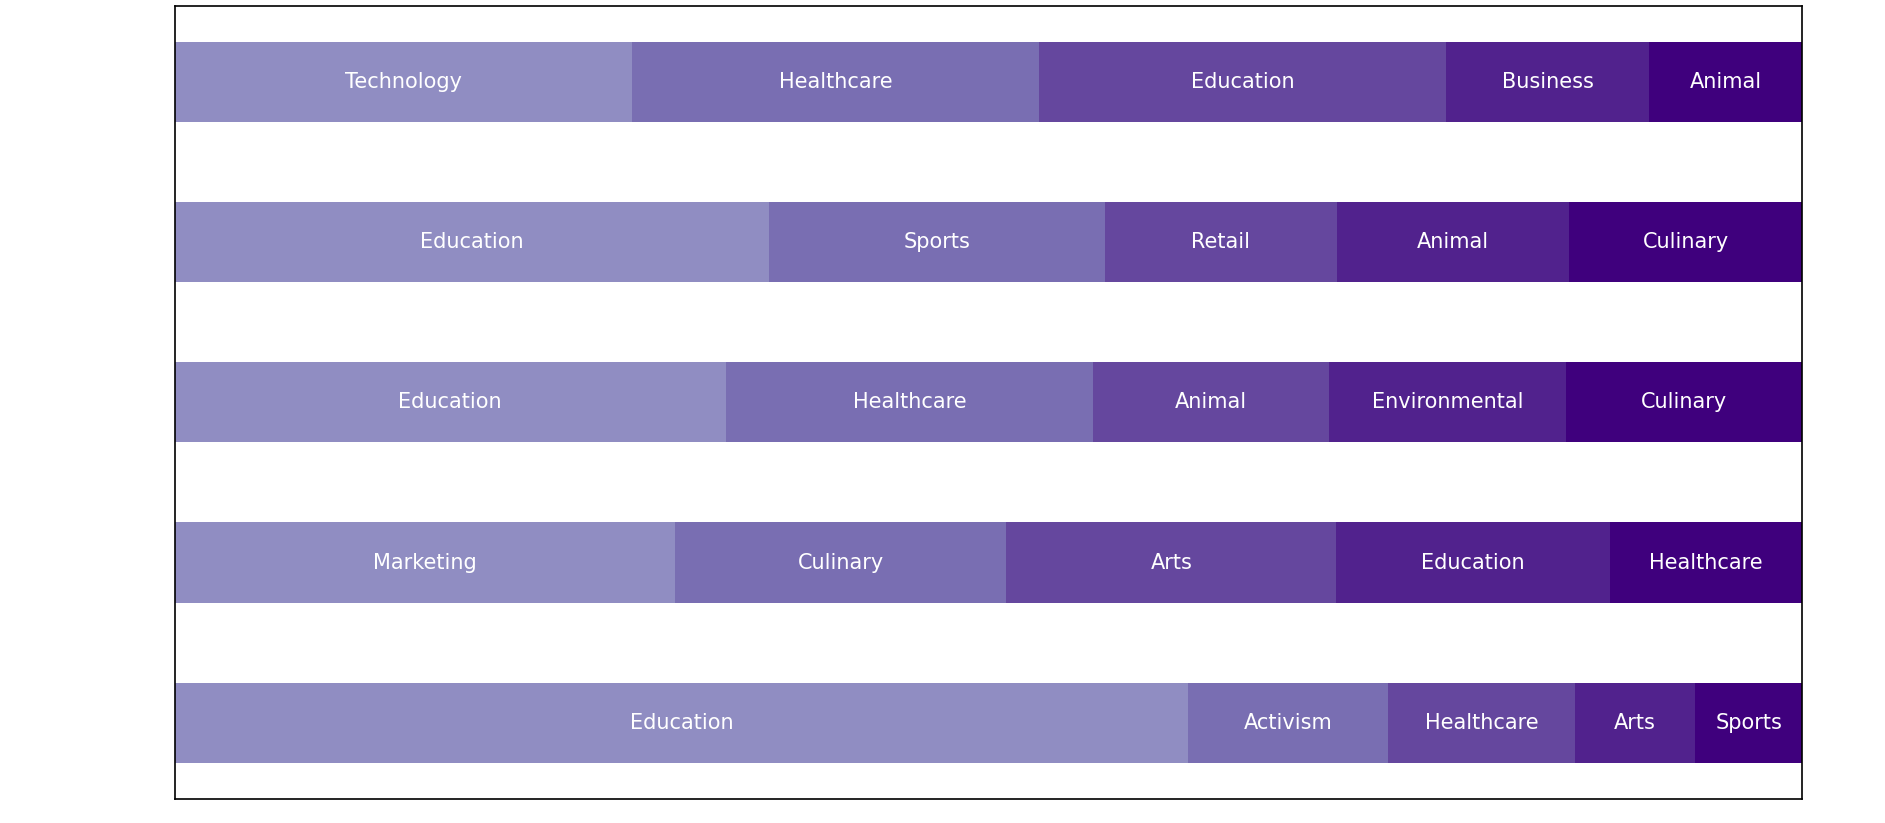 Technology Healthcare Education Business Animal
Education Sports Retail Animal Culinary
Education Healthcare Animal Environmental Culinary
Marketing Culinary Arts Education Healthcare
Education Activism Healthcare Arts Sports